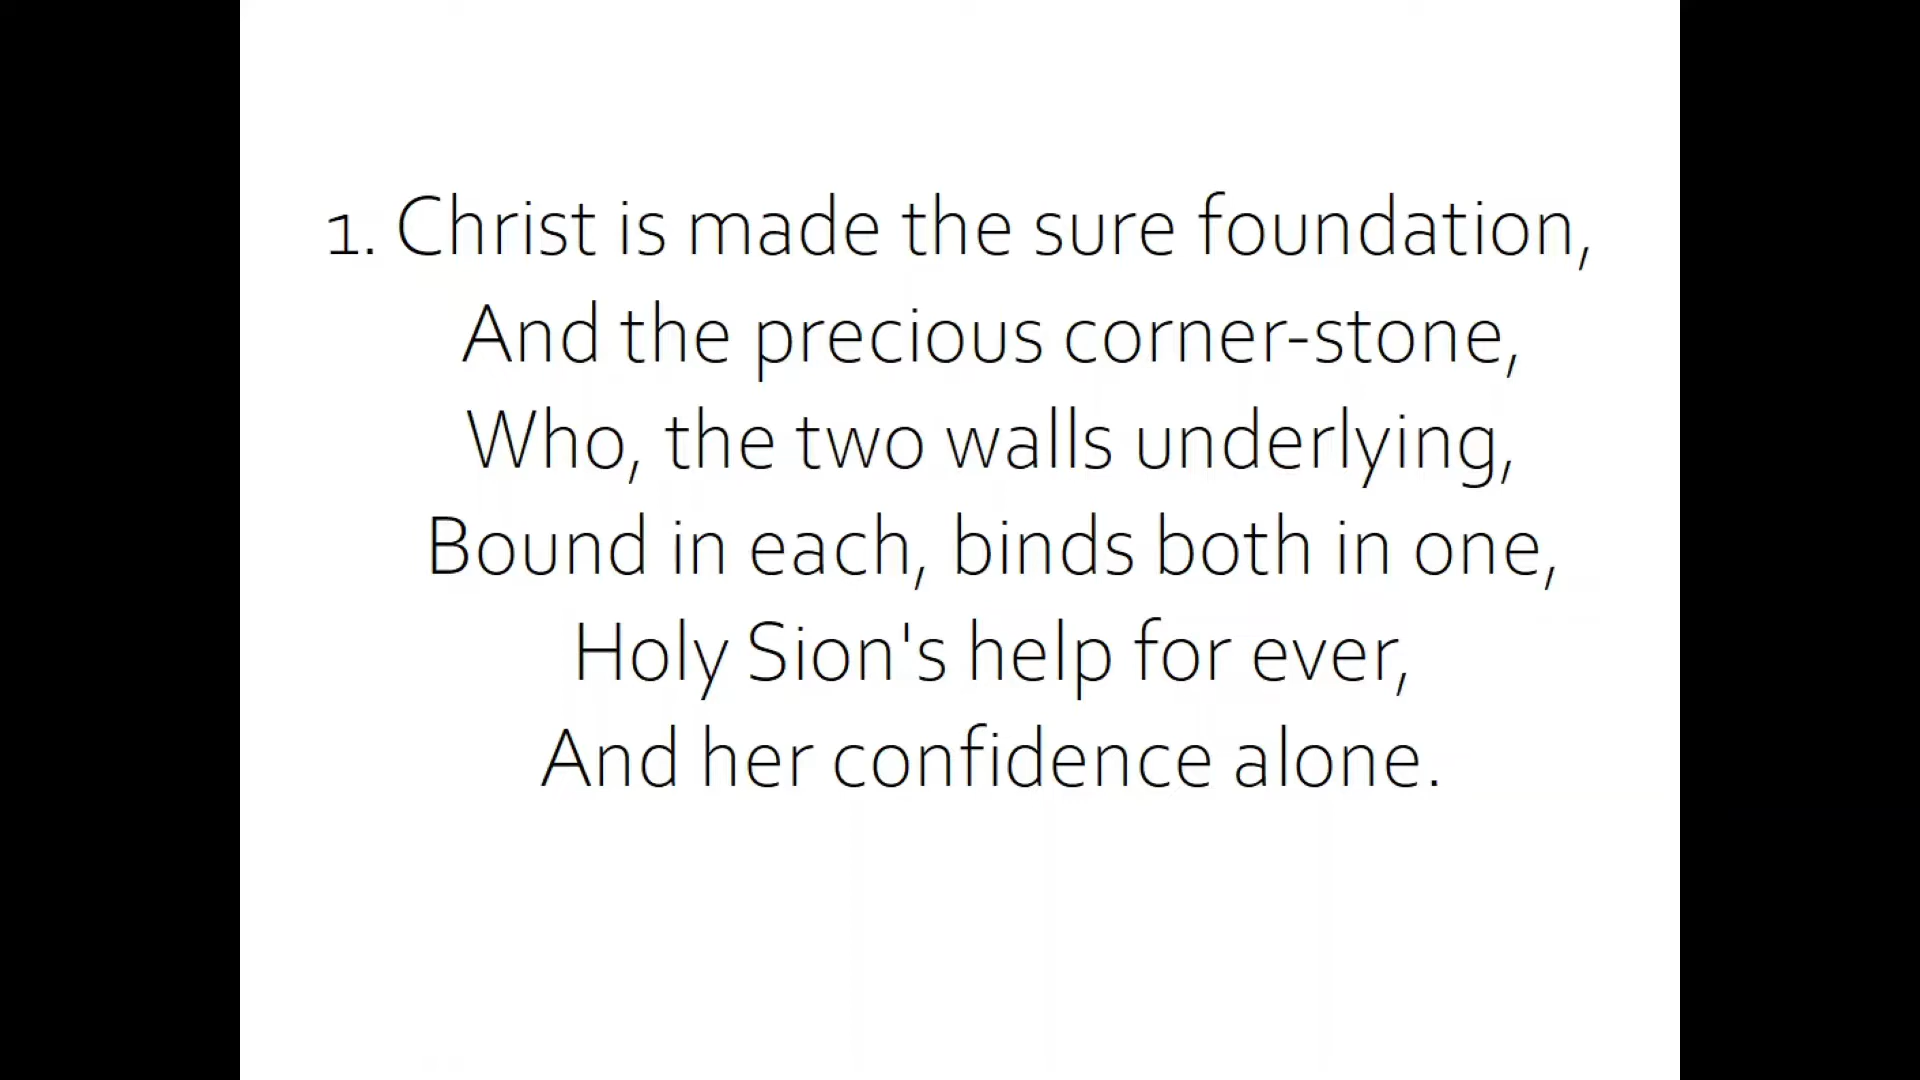 1. Christ is made the sure foundation,
And the precious corner-stone,
Who, the two walls underlying,
Bound in each, binds both in one,
Holy Sion's help for ever,
And her confidence alone.